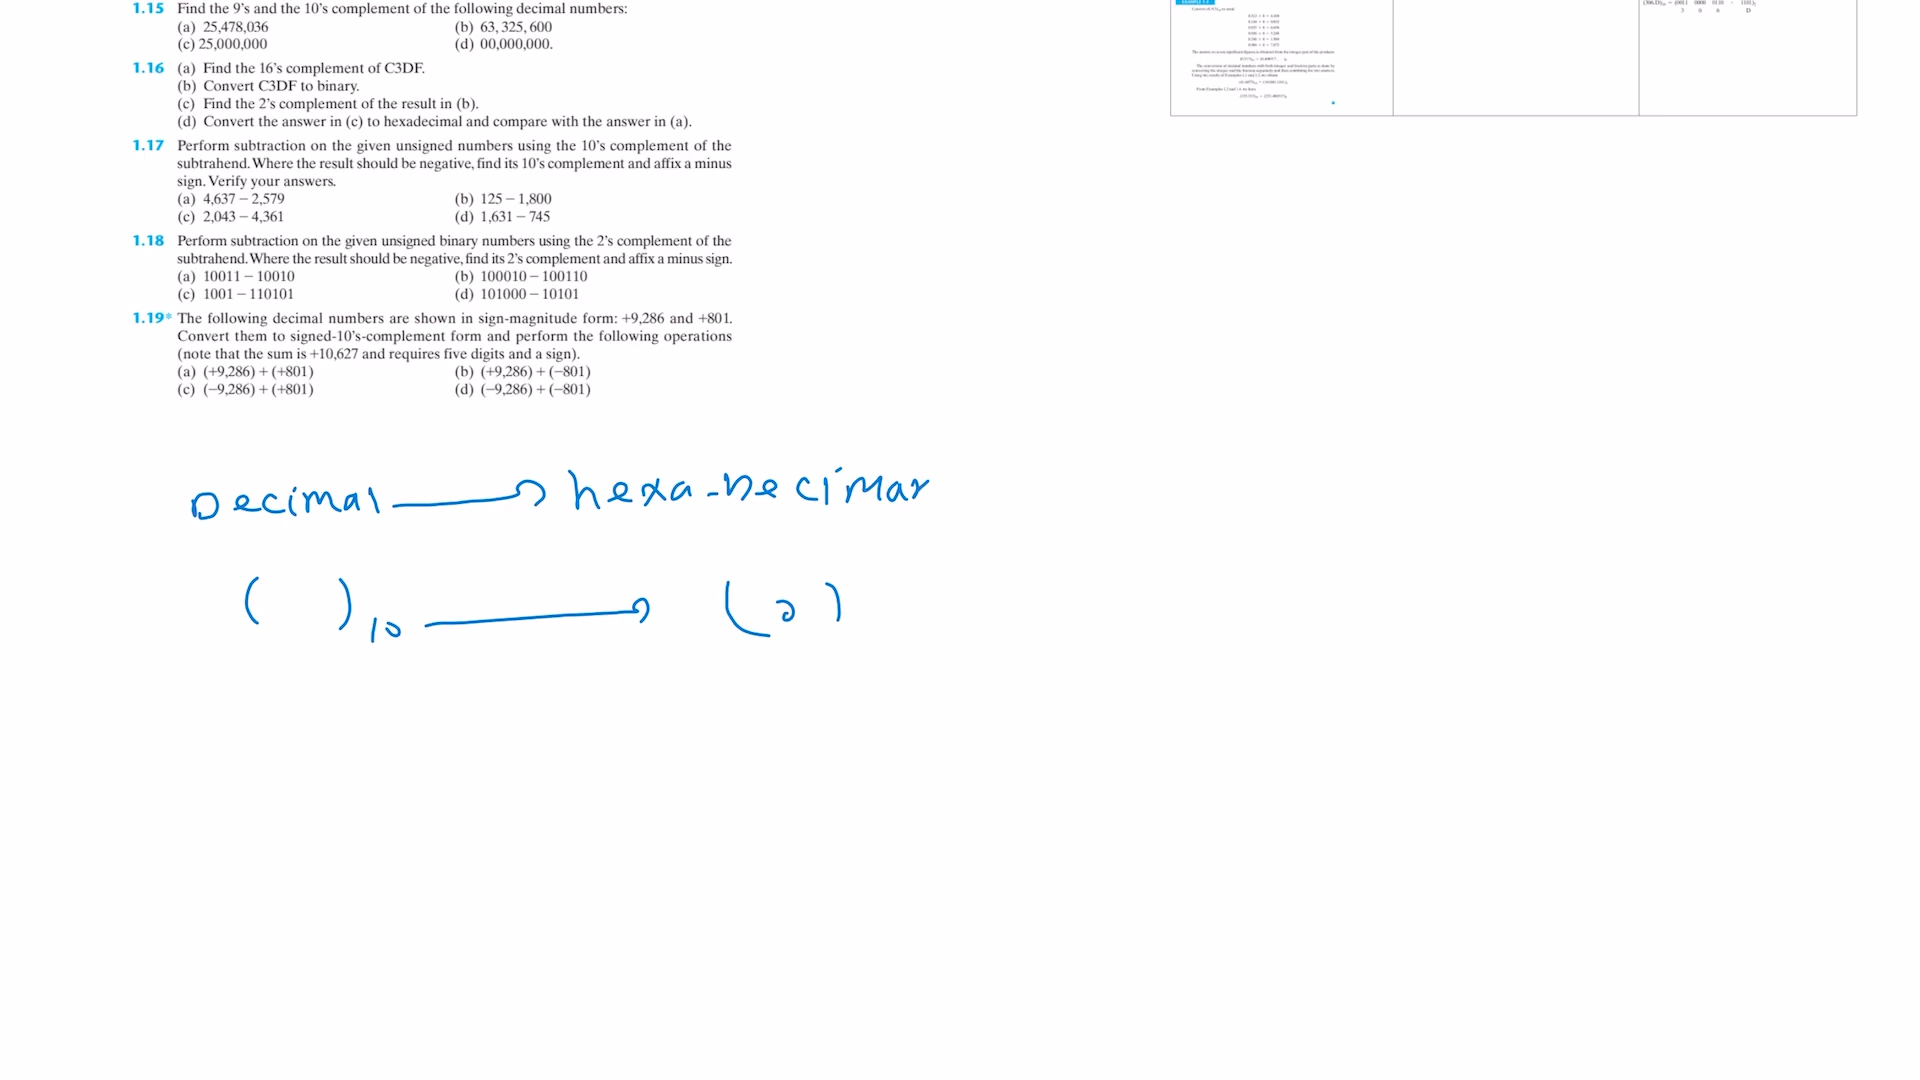 1.15 Find the 9’s and the 10’s complement of the following decimal numbers:
(a) 25,478,036 (b) 63, 325, 600
(c) 25,000,000 (d) 00,000,000.
1.16 (a) Find the 16’s complement of C3DF.
(b) Convert C3DF to binary.
(c) Find the 2’s complement of the result in (b).
(d) Convert the answer in (c) to hexadecimal and compare with the answer in (a).
1.17 Perform subtraction on the given unsigned numbers using the 10’s complement of the
subtrahend. Where the result should be negative, find its 10’s complement and affix a minus
sign. Verify your answers.
(a) 4,637 – 2,579 (b) 125 – 1,800
(c) 2,043 – 4,361 (d) 1,631 – 745
1.18 Perform subtraction on the given unsigned binary numbers using the 2’s complement of the
subtrahend. Where the result should be negative, find its 2’s complement and affix a minus sign.
(a) 10011 – 10010 (b) 100010 – 100110
(c) 1001 – 110101 (d) 101000 – 10101
1.19* The following decimal numbers are shown in sign-magnitude form: +9,286 and +801.
Convert them to signed-10’s-complement form and perform the following operations
(note that the sum is +10,627 and requires five digits and a sign).
(a) (+9,286) + (+801) (b) (+9,286) + (–801)
(c) (–9,286) + (+801) (d) (–9,286) + (–801)
Decimal hexa-Decimal
( )10 ( )